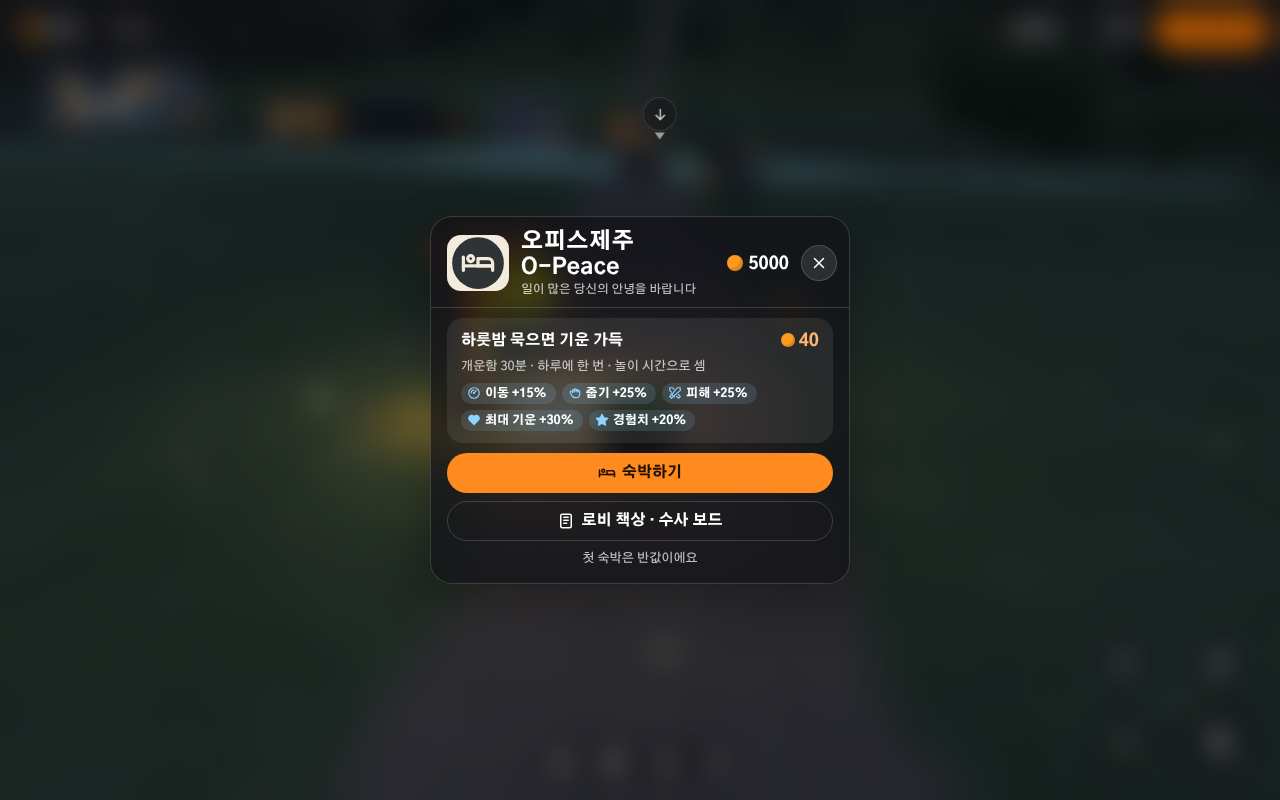 오피스제주
O-Peace
일이 많은 당신의 안녕을 바랍니다
5000
하룻밤 묵으면 기운 가득
40
개운함 30분 · 하루에 한 번 · 놀이 시간으로 셈
이동 +15%
줍기 +25%
피해 +25%
최대 기운 +30%
경험치 +20%
숙박하기
로비 책상 · 수사 보드
첫 숙박은 반값이에요